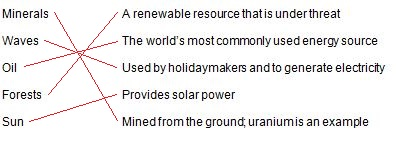 Minerals A renewable resource that is under threat
Waves The world's most commonly used energy source
Oil Used by holidaymakers and to generate electricity
Forests Provides solar power
Sun Mined from the ground; uranium is an example